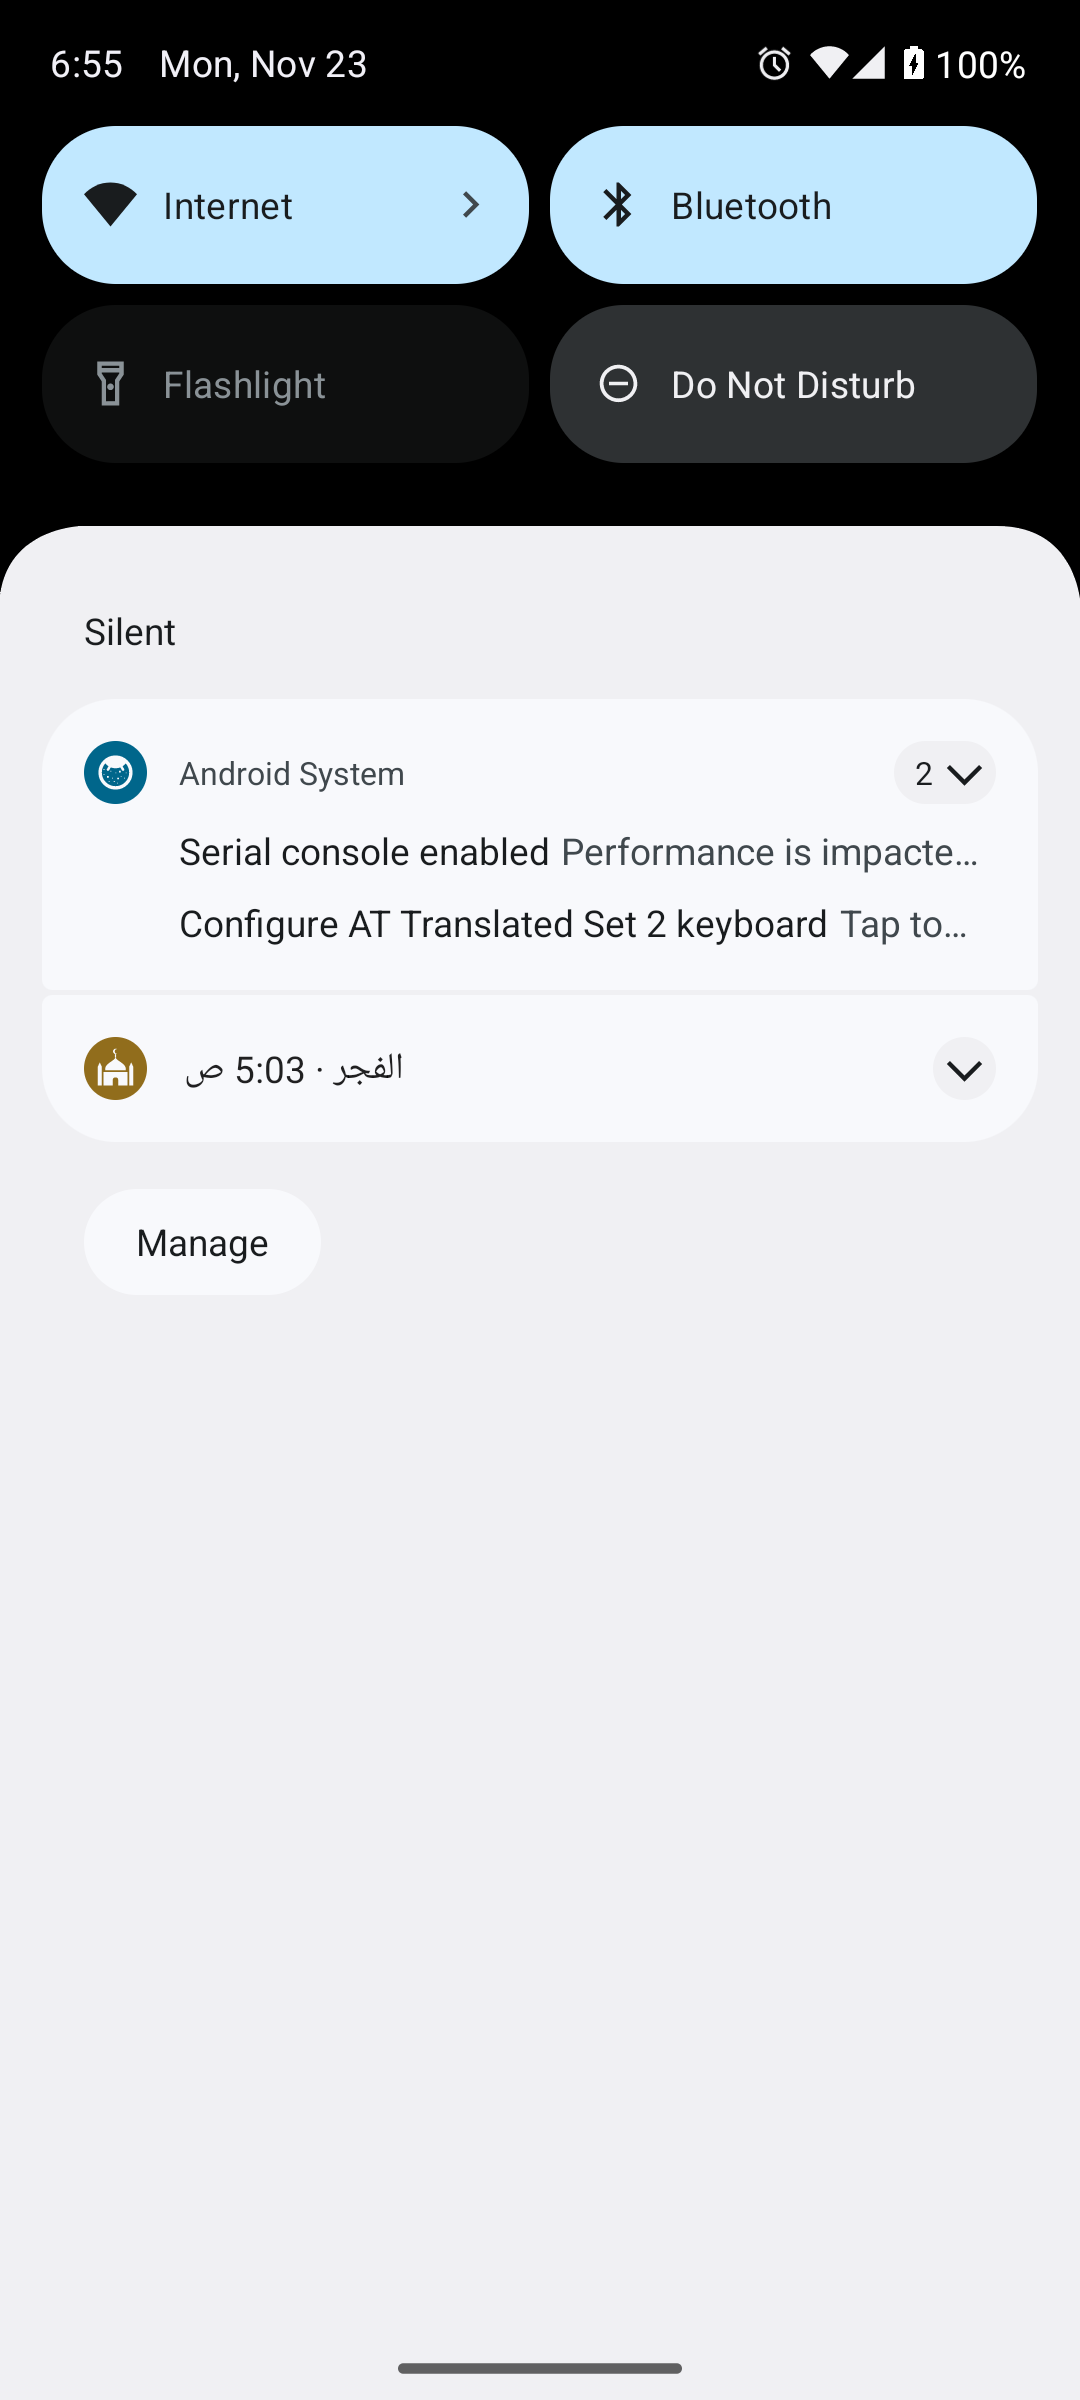 6:55 Mon, Nov 23 100%
Internet
Bluetooth
Flashlight
Do Not Disturb
Silent
Android System 2
Serial console enabled Performance is impacte…
Configure AT Translated Set 2 keyboard Tap to…
الفجر · 5:03 ص
Manage